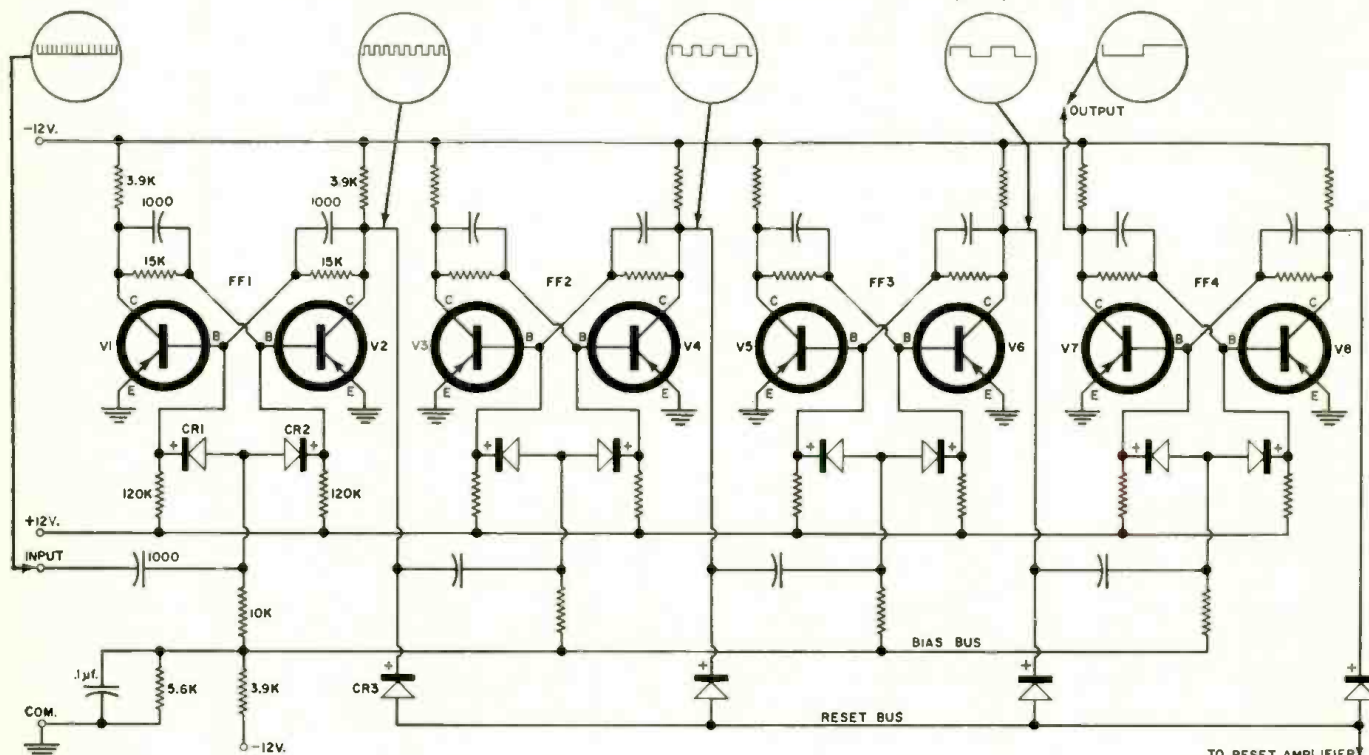 OUTPUT
-12V.
3.9K
3.9K
1000
1000
15K
15K
FF1
FF2
FF3
FF4
C
C
C
C
C
C
C
C
V1
B
B
V2
V3
B
B
V4
V5
B
B
V6
V7
B
B
V8
E
E
E
E
E
E
E
E
+
CR1
CR2
+
+
+
+
+
+
+
120K
120K
+12V.
INPUT
1000
10K
BIAS BUS
.1µf.
5.6K
3.9K
+
CR3
+
+
+
RESET BUS
COM.
-12V.
TO RESET AMPLIFIER